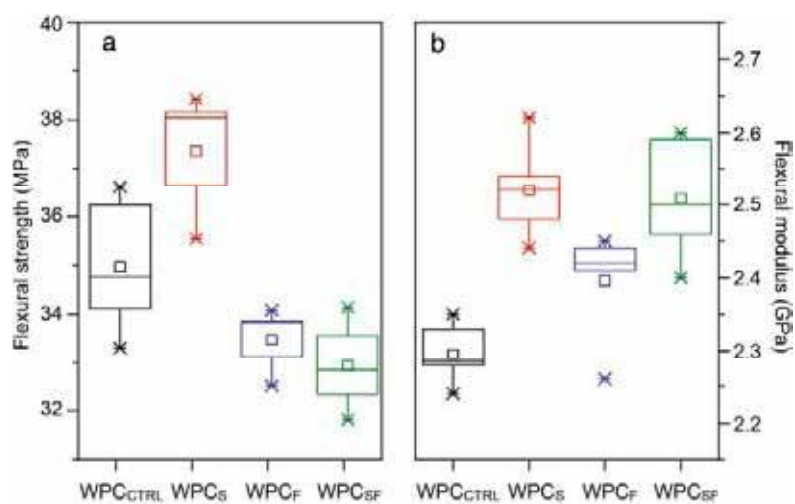 a
b
40
38
36
34
32
Flexural strength (MPa)
2.7
2.6
2.5
2.4
2.3
2.2
Flexural modulus (GPa)
WPCCTRL WPCS WPCF WPCSF
WPCCTRL WPCS WPCF WPCSF